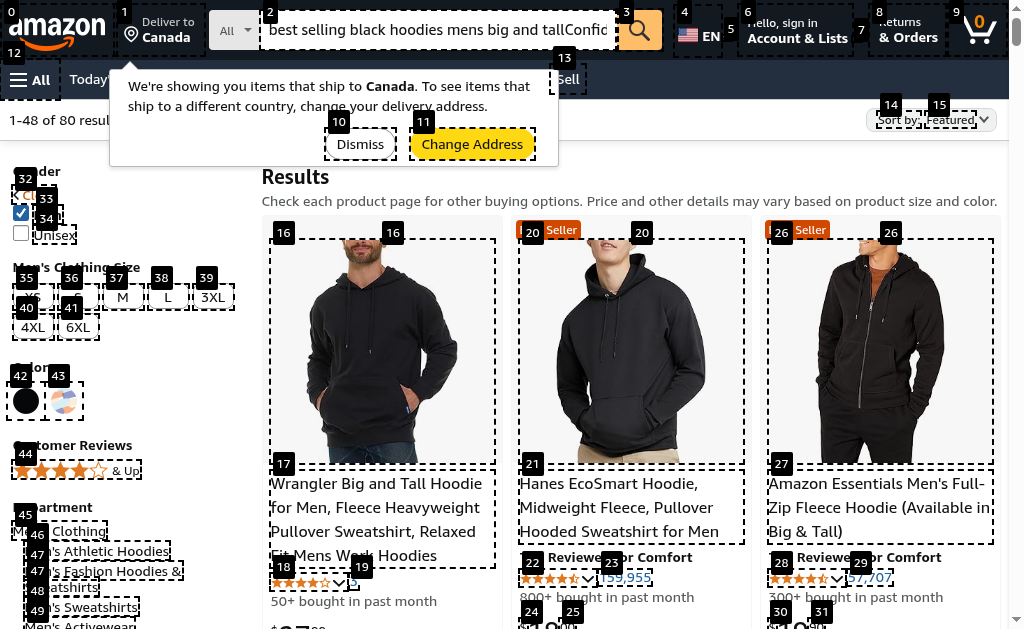 0
1
2
3
4
5
6
7
8
9
amazon
Deliver to
Canada
All
best selling black hoodies mens big and tallConfid
EN
Hello, sign in
Account & Lists
Returns
& Orders
0
12
13
All
Today'
Sell
We're showing you items that ship to Canada. To see items that
ship to a different country, change your delivery address.
10
11
Dismiss
Change Address
14
15
1-48 of 80 resul
Sort by: Featured
Gender
32
33
34
Unisex
Men's Clothing Size
35
36
37
38
39
XS
S
M
L
3XL
40
41
4XL
6XL
Color
42
43
Customer Reviews
44
& Up
Department
45
Men's Clothing
46
Men's Athletic Hoodies
47
47
Men's Fashion Hoodies &
Sweatshirts
48
49
Men's Sweatshirts
Men's Activewear
Results
Check each product page for other buying options. Price and other details may vary based on product size and color.
16
16
17
Wrangler Big and Tall Hoodie
for Men, Fleece Heavyweight
Pullover Sweatshirt, Relaxed
Fit Mens Work Hoodies
18
19
5
50+ bought in past month
Seller
20
20
21
Hanes EcoSmart Hoodie,
Midweight Fleece, Pullover
Hooded Sweatshirt for Men
Reviewed for Comfort
22
23
159,955
800+ bought in past month
24
25
Seller
26
26
27
Amazon Essentials Men's Full-
Zip Fleece Hoodie (Available in
Big & Tall)
Reviewed for Comfort
28
29
57,707
300+ bought in past month
30
31